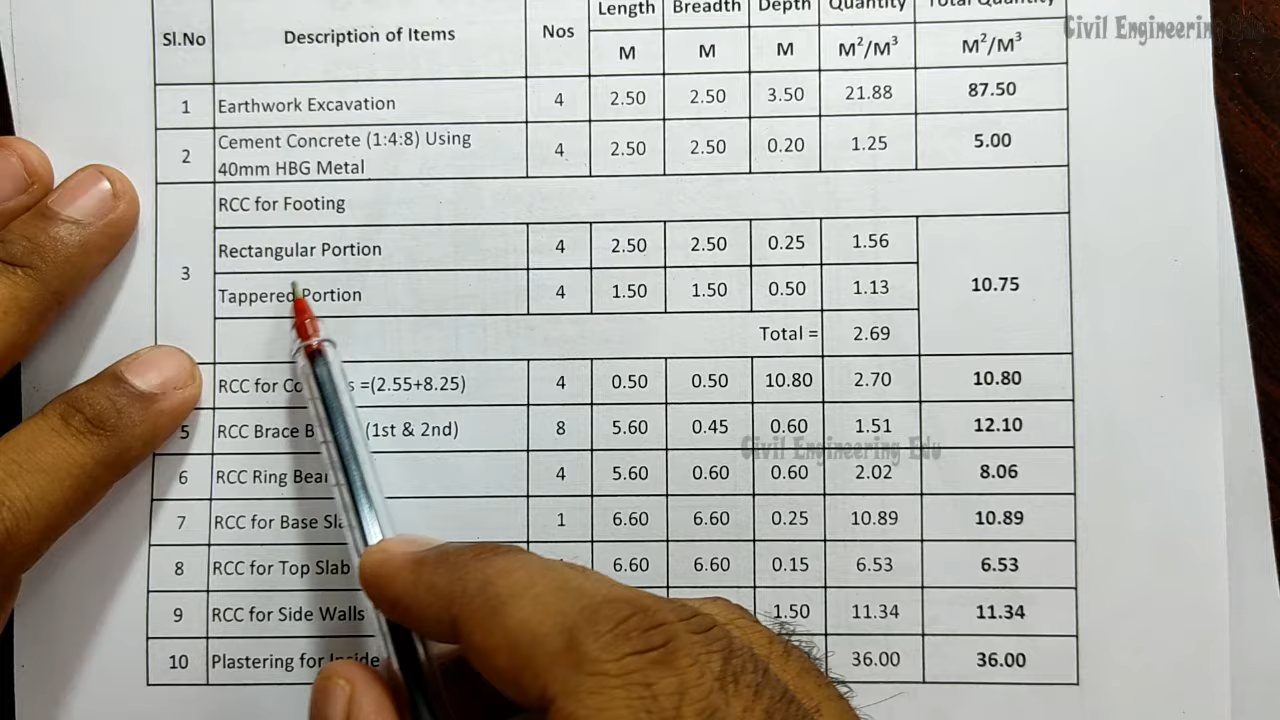 Sl.No Description of Items Nos Length Breadth Depth Quantity Total Quantity
M M M M²/M³ M²/M³
Civil Engineering Edu
1 Earthwork Excavation 4 2.50 2.50 3.50 21.88 87.50
2 Cement Concrete (1:4:8) Using 4 2.50 2.50 0.20 1.25 5.00
40mm HBG Metal
3 RCC for Footing
Rectangular Portion 4 2.50 2.50 0.25 1.56 10.75
Tappered Portion 4 1.50 1.50 0.50 1.13
Total = 2.69
RCC for =(2.55+8.25) 4 0.50 0.50 10.80 2.70 10.80
5 RCC Brace (1st & 2nd) 8 5.60 0.45 0.60 1.51 12.10
Civil Engineering Edu
6 RCC Ring 4 5.60 0.60 0.60 2.02 8.06
7 RCC for Base 1 6.60 6.60 0.25 10.89 10.89
8 RCC for Top Slab 6.60 6.60 0.15 6.53 6.53
9 RCC for Side Walls 1.50 11.34 11.34
10 Plastering for Inside 36.00 36.00